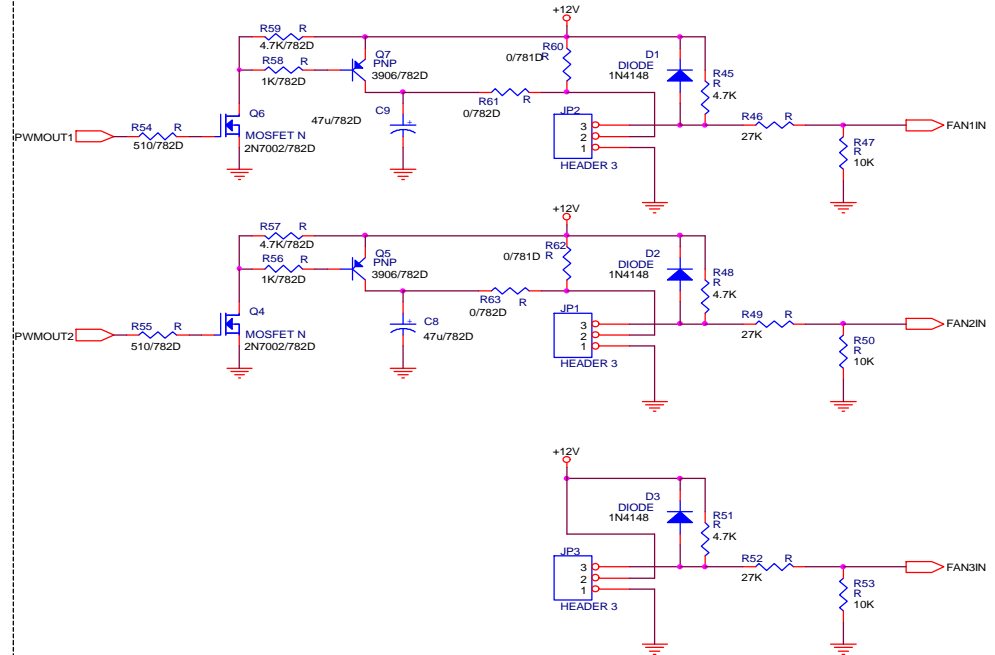 +12V
R59 R
4.7K/782D
R58 R
1K/782D
Q7
PNP
3906/782D
R60
0/781D R
D1
DIODE
1N4148
R45
R
4.7K
R61 R
0/782D
C9
47u/782D
Q6
MOSFET N
2N7002/782D
PWMOUT1
R54 R
510/782D
JP2
3
2
1
HEADER 3
R46 R
27K
FAN1IN
R47
R
10K
+12V
R57 R
4.7K/782D
R56 R
1K/782D
Q5
PNP
3906/782D
R62
0/781D R
D2
DIODE
1N4148
R48
R
4.7K
R63 R
0/782D
C8
47u/782D
Q4
MOSFET N
2N7002/782D
PWMOUT2
R55 R
510/782D
JP1
3
2
1
HEADER 3
R49 R
27K
FAN2IN
R50
R
10K
+12V
D3
DIODE
1N4148
R51
R
4.7K
JP3
3
2
1
HEADER 3
R52 R
27K
FAN3IN
R53
R
10K